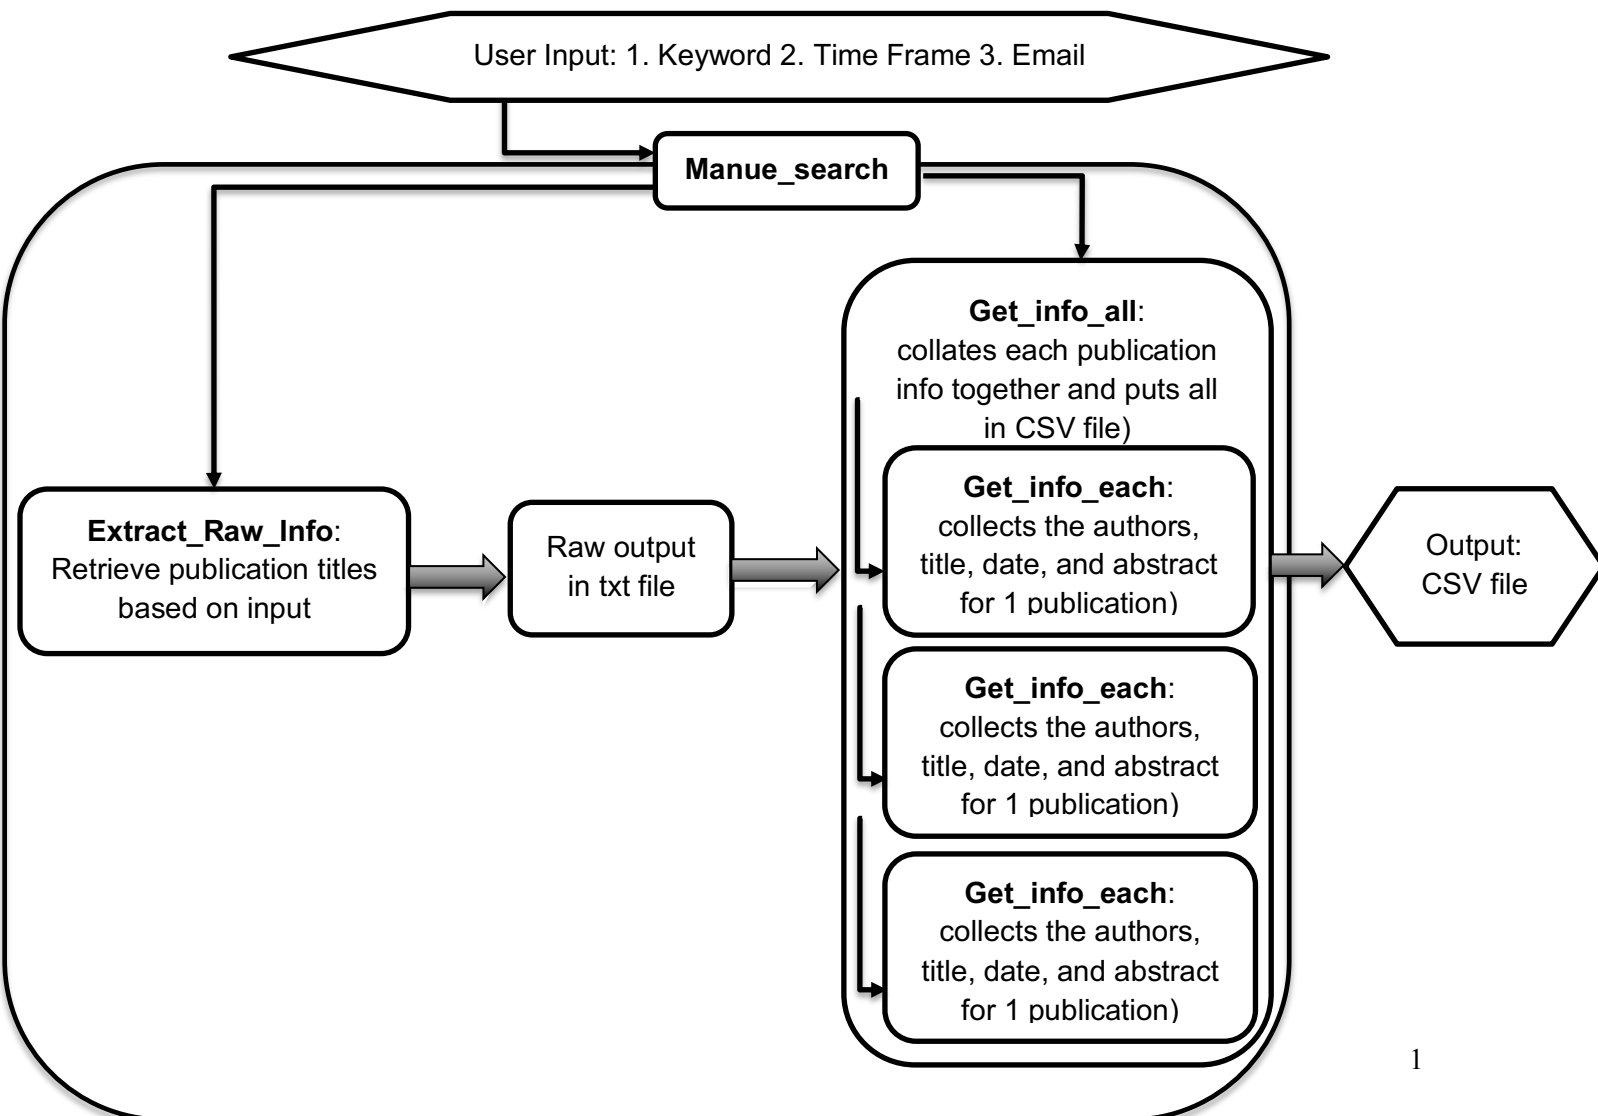 User Input: 1. Keyword 2. Time Frame 3. Email
Manue_search
Extract_Raw_Info:
Retrieve publication titles
based on input
Raw output
in txt file
Get_info_all:
collates each publication
info together and puts all
in CSV file)
Get_info_each:
collects the authors,
title, date, and abstract
for 1 publication)
Get_info_each:
collects the authors,
title, date, and abstract
for 1 publication)
Get_info_each:
collects the authors,
title, date, and abstract
for 1 publication)
Output:
CSV file
1